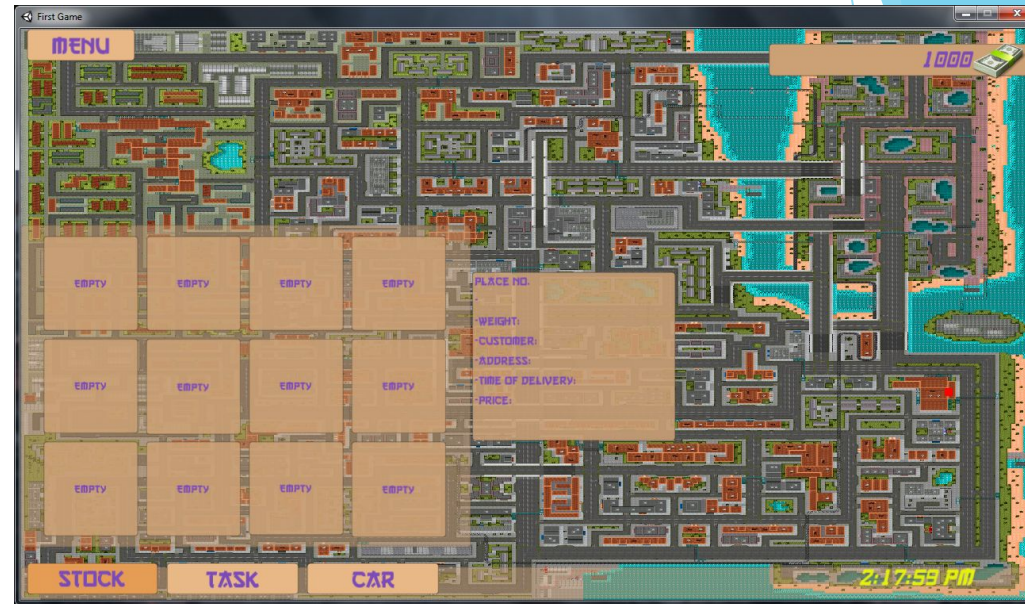 First Game
MENU
1000
EMPTY EMPTY EMPTY EMPTY
PLACE NO.
-
-WEIGHT:
-CUSTOMER:
-ADDRESS:
-TIME OF DELIVERY:
-PRICE:
EMPTY EMPTY EMPTY EMPTY
EMPTY EMPTY EMPTY EMPTY
STOCK TASK CAR
2:17:59 PM